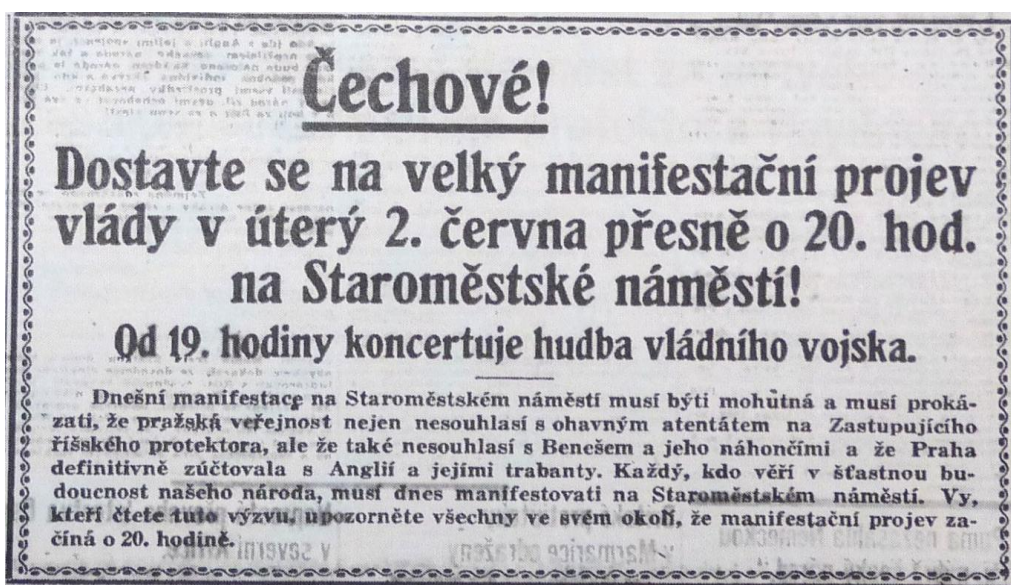 Čechové!
Dostavte se na velký manifestační projev
vlády v úterý 2. června přesně o 20. hod.
na Staroměstské náměstí!
Od 19. hodiny koncertuje hudba vládního vojska.
Dnešní manifestace na Staroměstském náměstí musí býti mohutná a musí proká-
zati, že pražská veřejnost nejen nesouhlasí s ohavným atentátem na Zastupujícího
říšského protektora, ale že také nesouhlasí s Benešem a jeho náhončími a že Praha
definitivně zúčtovala s Anglií a jejími trabanty. Každý, kdo věří v šťastnou bu-
doucnost našeho národa, musí dnes manifestovati na Staroměstském náměstí. Vy,
kteří čtete tuto výzvu, upozorněte všechny ve svém okolí, že manifestační projev za-
číná o 20. hodině.